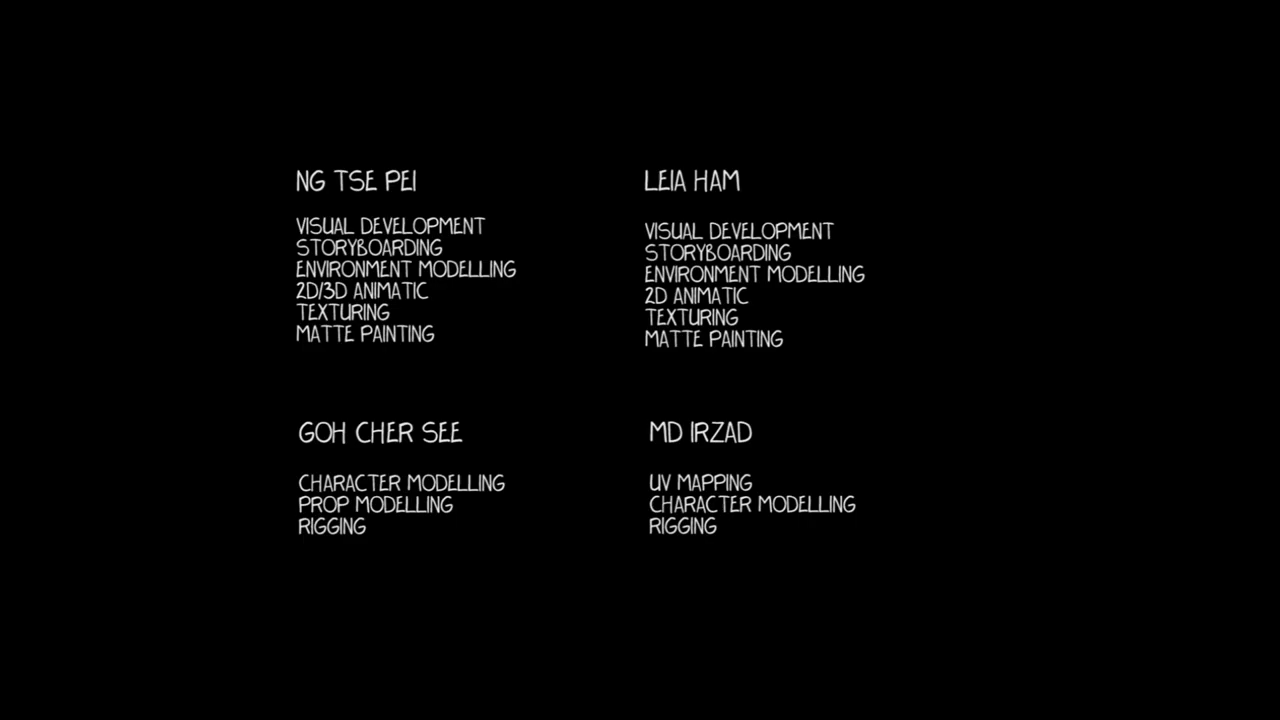 NG TSE PEI
VISUAL DEVELOPMENT
STORYBOARDING
ENVIRONMENT MODELLING
2D/3D ANIMATIC
TEXTURING
MATTE PAINTING
LEIA HAM
VISUAL DEVELOPMENT
STORYBOARDING
ENVIRONMENT MODELLING
2D ANIMATIC
TEXTURING
MATTE PAINTING
GOH CHER SEE
CHARACTER MODELLING
PROP MODELLING
RIGGING
MD IRZAD
UV MAPPING
CHARACTER MODELLING
RIGGING